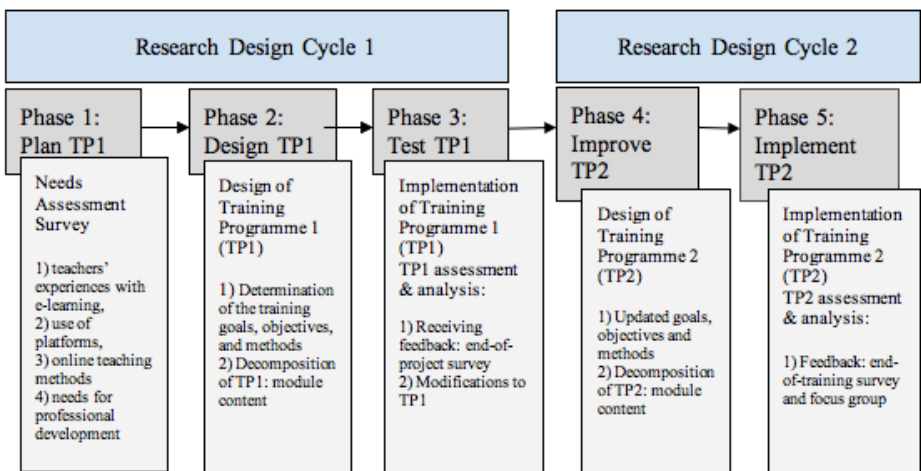 Research Design Cycle 1
Research Design Cycle 2
Phase 1:
Plan TP1
Phase 2:
Design TP1
Phase 3:
Test TP1
Phase 4:
Improve
TP2
Phase 5:
Implement
TP2
Needs
Assessment
Survey
1) teachers'
experiences with
e-learning,
2) use of
platforms,
3) online teaching
methods
4) needs for
professional
development
Design of
Training
Programme 1
(TP1)
1) Determination
of the training
goals, objectives,
and methods
2) Decomposition
of TP1: module
content
Implementation
of Training
Programme 1
(TP1)
TP1 assessment
& analysis:
1) Receiving
feedback: end-of-
project survey
2) Modifications to
TP1
Design of
Training
Programme 2
(TP2)
1) Updated goals,
objectives and
methods
2) Decomposition
of TP2: module
content
Implementation
of Training
Programme 2
(TP2)
TP2 assessment
& analysis:
1) Feedback: end-
of-training survey
and focus group